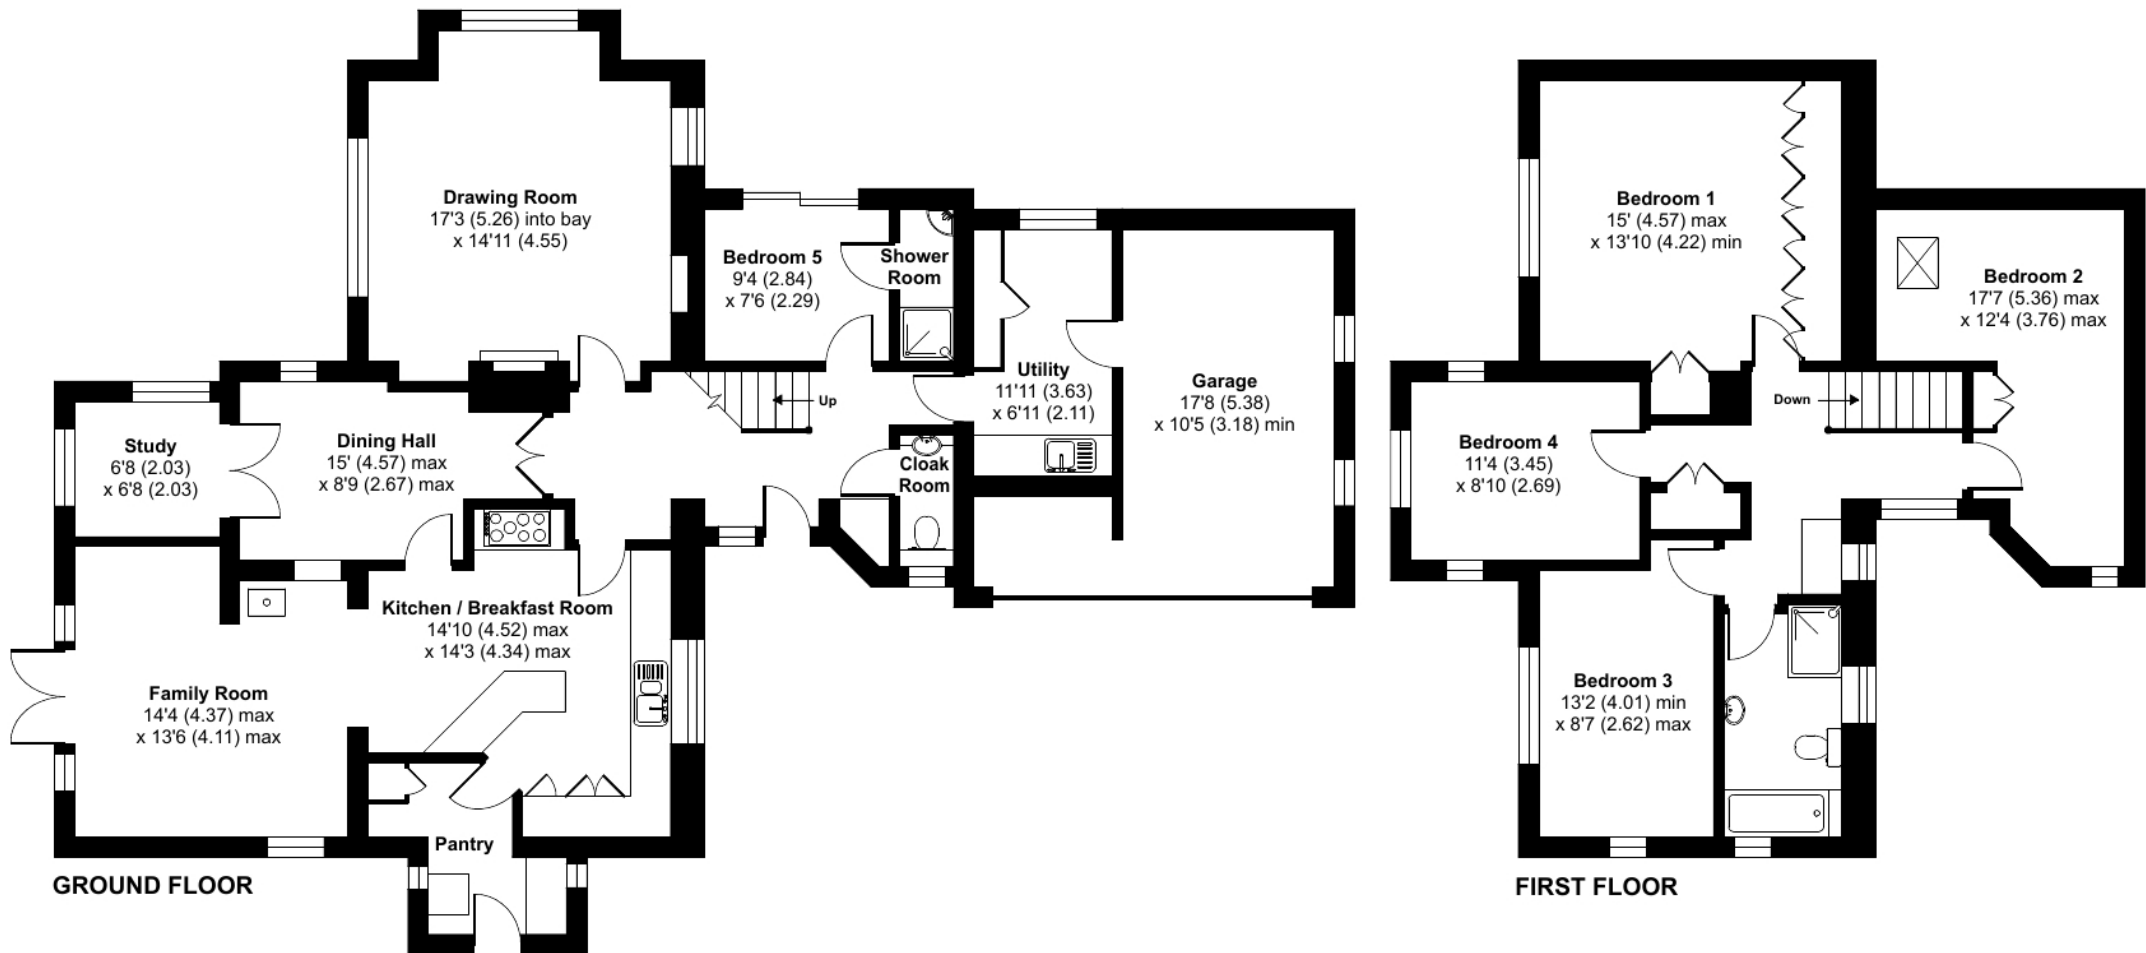 Drawing Room
17'3 (5.26) into bay
x 14'11 (4.55)
Bedroom 5
9'4 (2.84)
x 7'6 (2.29)
Shower
Room
Utility
11'11 (3.63)
x 6'11 (2.11)
Garage
17'8 (5.38)
x 10'5 (3.18) min
Up
Study
6'8 (2.03)
x 6'8 (2.03)
Dining Hall
15' (4.57) max
x 8'9 (2.67) max
Cloak
Room
Kitchen / Breakfast Room
14'10 (4.52) max
x 14'3 (4.34) max
Family Room
14'4 (4.37) max
x 13'6 (4.11) max
Pantry
GROUND FLOOR
Bedroom 1
15' (4.57) max
x 13'10 (4.22) min
Bedroom 2
17'7 (5.36) max
x 12'4 (3.76) max
Down
Bedroom 4
11'4 (3.45)
x 8'10 (2.69)
Bedroom 3
13'2 (4.01) min
x 8'7 (2.62) max
FIRST FLOOR